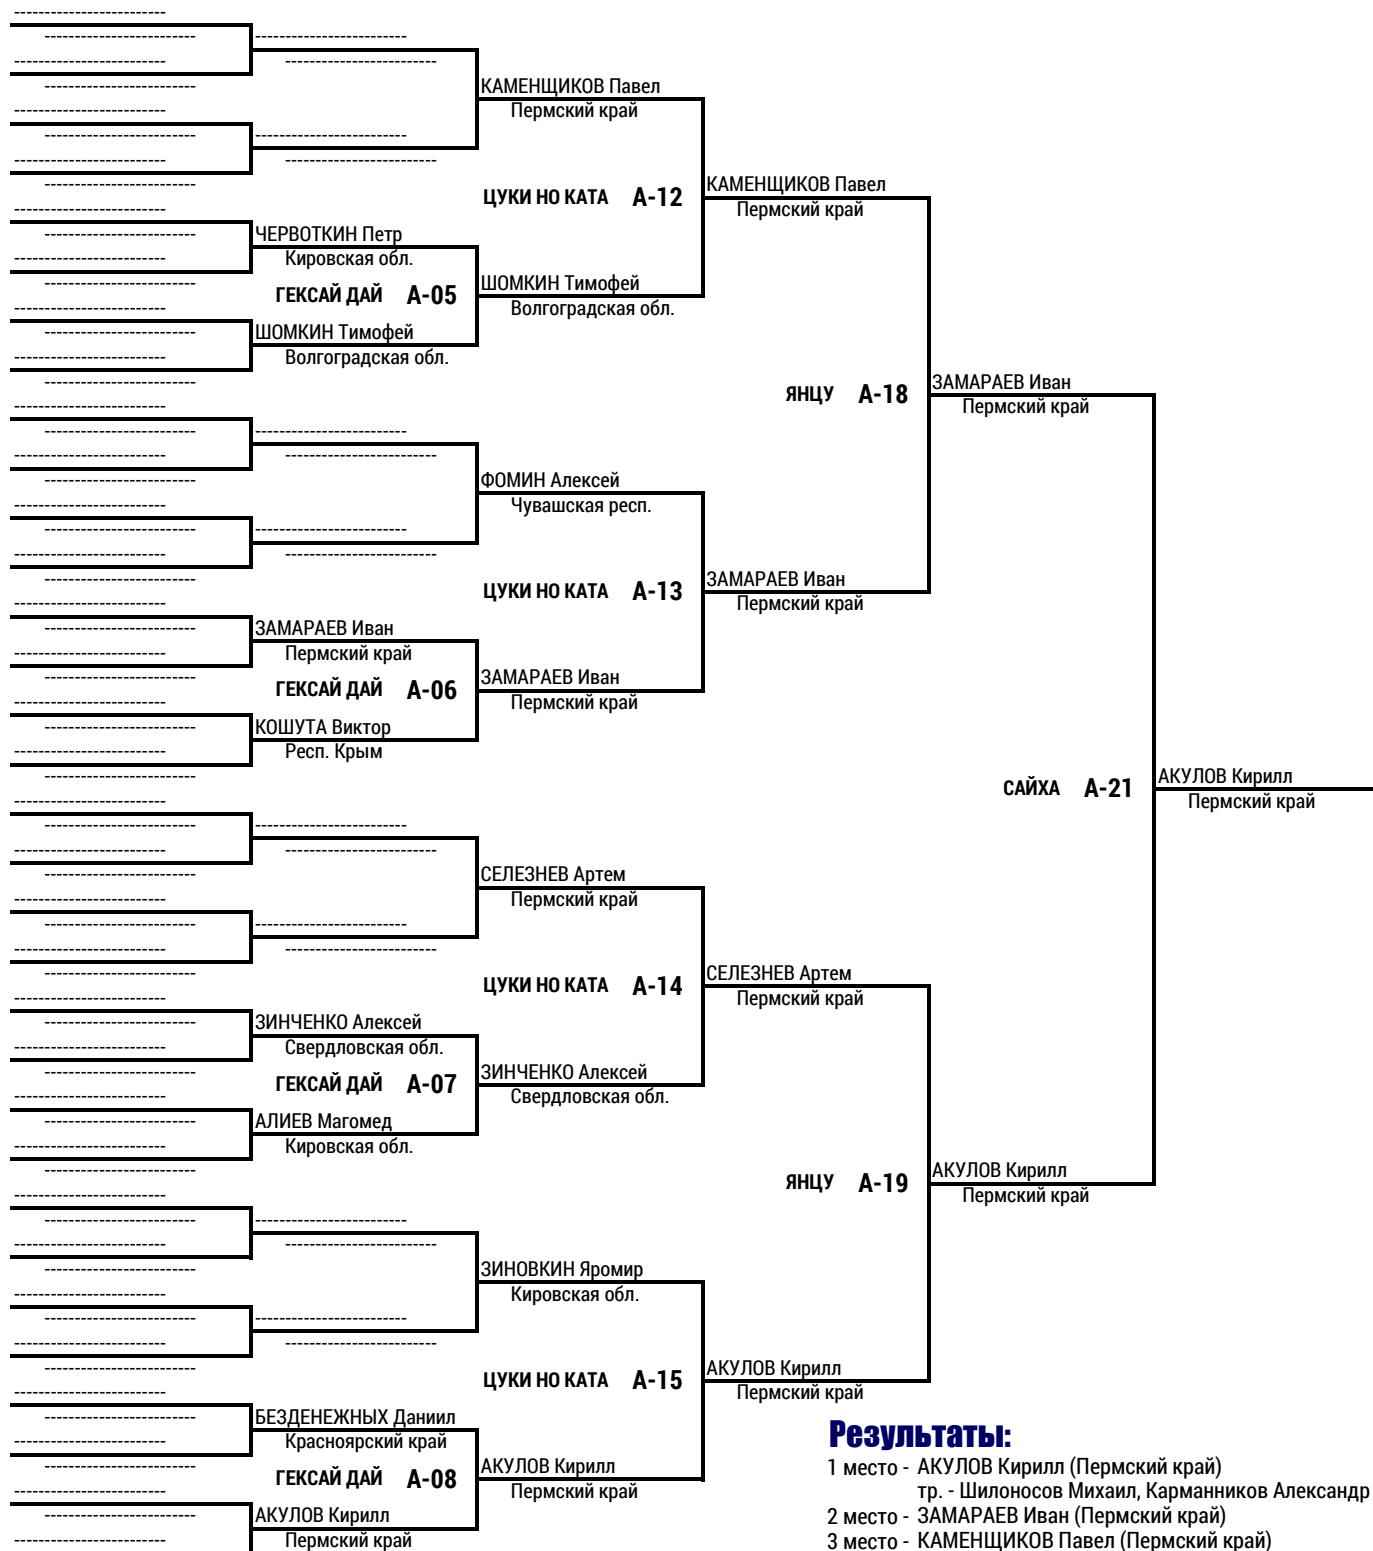 КАМЕНЩИКОВ Павел
Пермский край
ЦУКИ НО КАТА A-12
КАМЕНЩИКОВ Павел
Пермский край
ЧЕРВОТКИН Петр
Кировская обл.
ГЕКСАЙ ДАЙ A-05
ШОМКИН Тимофей
Волгоградская обл.
ШОМКИН Тимофей
Волгоградская обл.
ЯНЦУ A-18
ЗАМАРАЕВ Иван
Пермский край
ФОМИН Алексей
Чувашская респ.
ЦУКИ НО КАТА A-13
ЗАМАРАЕВ Иван
Пермский край
ЗАМАРАЕВ Иван
Пермский край
ГЕКСАЙ ДАЙ A-06
ЗАМАРАЕВ Иван
Пермский край
КОШУТА Виктор
Респ. Крым
САЙХА A-21
АКУЛОВ Кирилл
Пермский край
СЕЛЕЗНЕВ Артем
Пермский край
ЦУКИ НО КАТА A-14
СЕЛЕЗНЕВ Артем
Пермский край
ЗИНЧЕНКО Алексей
Свердловская обл.
ГЕКСАЙ ДАЙ A-07
ЗИНЧЕНКО Алексей
Свердловская обл.
АЛИЕВ Магомед
Кировская обл.
ЯНЦУ A-19
АКУЛОВ Кирилл
Пермский край
ЗИНОВКИН Яромир
Кировская обл.
ЦУКИ НО КАТА A-15
АКУЛОВ Кирилл
Пермский край
БЕЗДЕНЕЖНЫХ Даниил
Красноярский край
ГЕКСАЙ ДАЙ A-08
АКУЛОВ Кирилл
Пермский край
АКУЛОВ Кирилл
Пермский край
Результаты:
1 место - АКУЛОВ Кирилл (Пермский край)
тр. - Шилоносов Михаил, Карманников Александр
2 место - ЗАМАРАЕВ Иван (Пермский край)
3 место - КАМЕНЩИКОВ Павел (Пермский край)